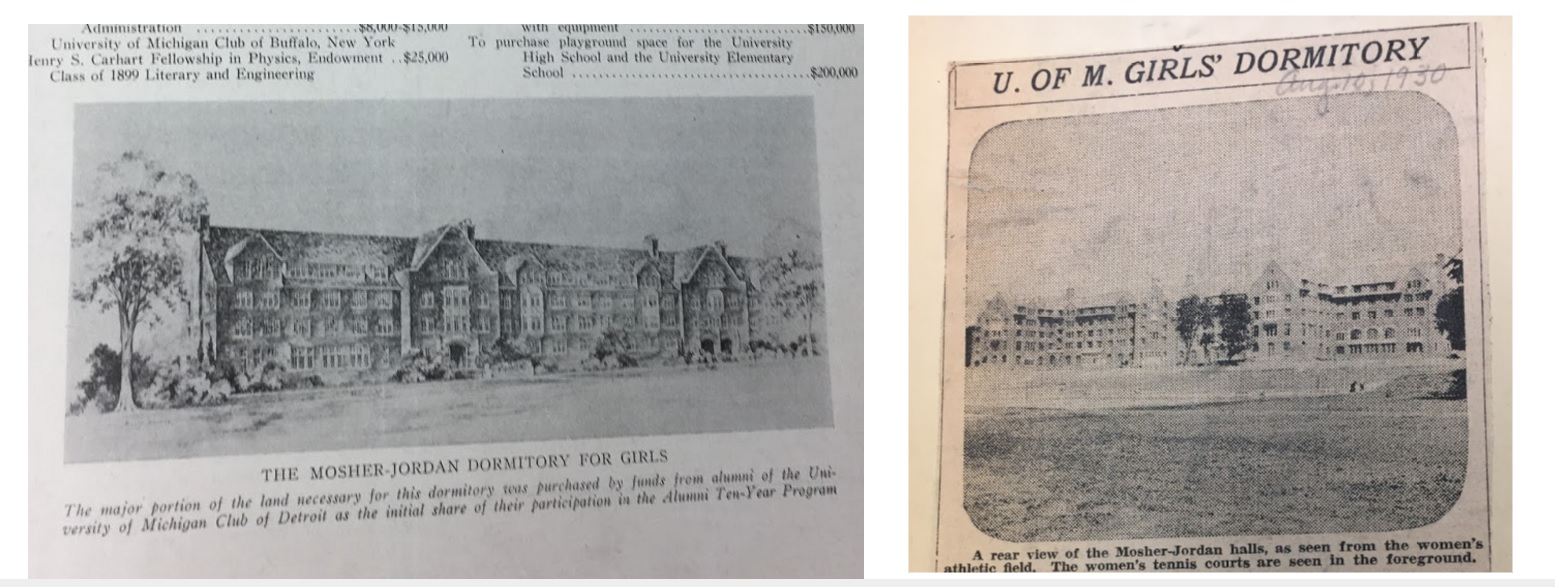 Administration ..................$8,000-$15,000
University of Michigan Club of Buffalo, New York
Henry S. Carhart Fellowship in Physics, Endowment ..$25,000
Class of 1899 Literary and Engineering
with equipment ..............................$150,000
To purchase playground space for the University
High School and the University Elementary
School ........................................$200,000
THE MOSHER-JORDAN DORMITORY FOR GIRLS
The major portion of the land necessary for this dormitory was purchased by funds from alumni of the Uni-
versity of Michigan Club of Detroit as the initial share of their participation in the Alumni Ten-Year Program
U. OF M. GIRLS' DORMITORY
Aug. 10, 1930
A rear view of the Mosher-Jordan halls, as seen from the women's
athletic field. The women's tennis courts are seen in the foreground.